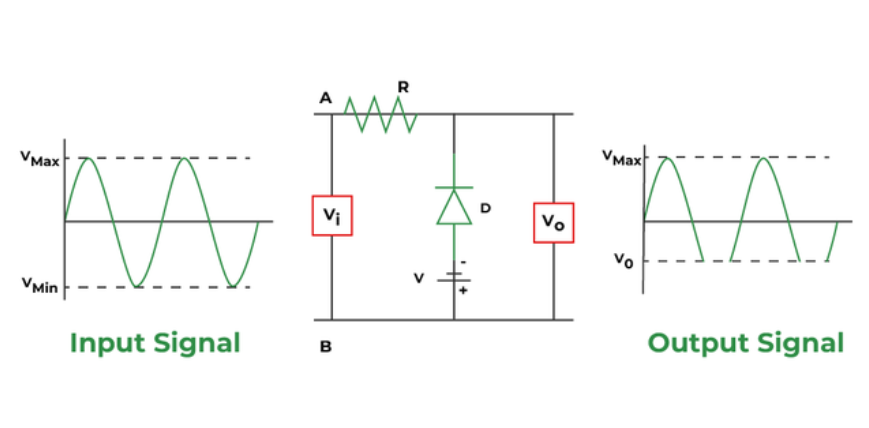 VMax
VMin
Input Signal
A
R
Vi
D
Vo
-
V
+
B
VMax
V0
Output Signal